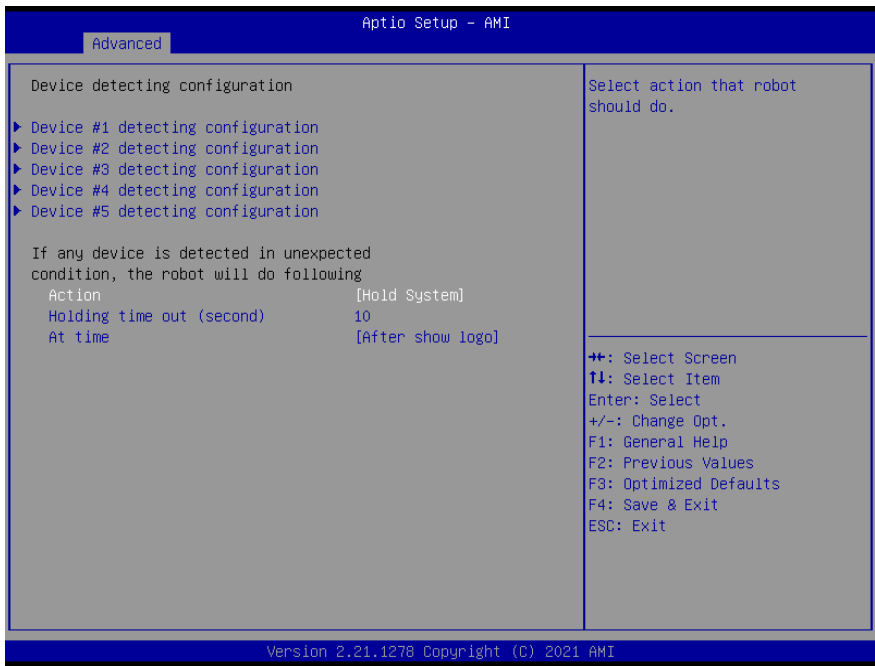 Aptio Setup - AMI
Advanced
Device detecting configuration
Device #1 detecting configuration
Device #2 detecting configuration
Device #3 detecting configuration
Device #4 detecting configuration
Device #5 detecting configuration
If any device is detected in unexpected
condition, the robot will do following
Action [Hold System]
Holding time out (second) 10
At time [After show logo]
Select action that robot
should do.
→←: Select Screen
↑↓: Select Item
Enter: Select
+/-: Change Opt.
F1: General Help
F2: Previous Values
F3: Optimized Defaults
F4: Save & Exit
ESC: Exit
Version 2.21.1278 Copyright (C) 2021 AMI